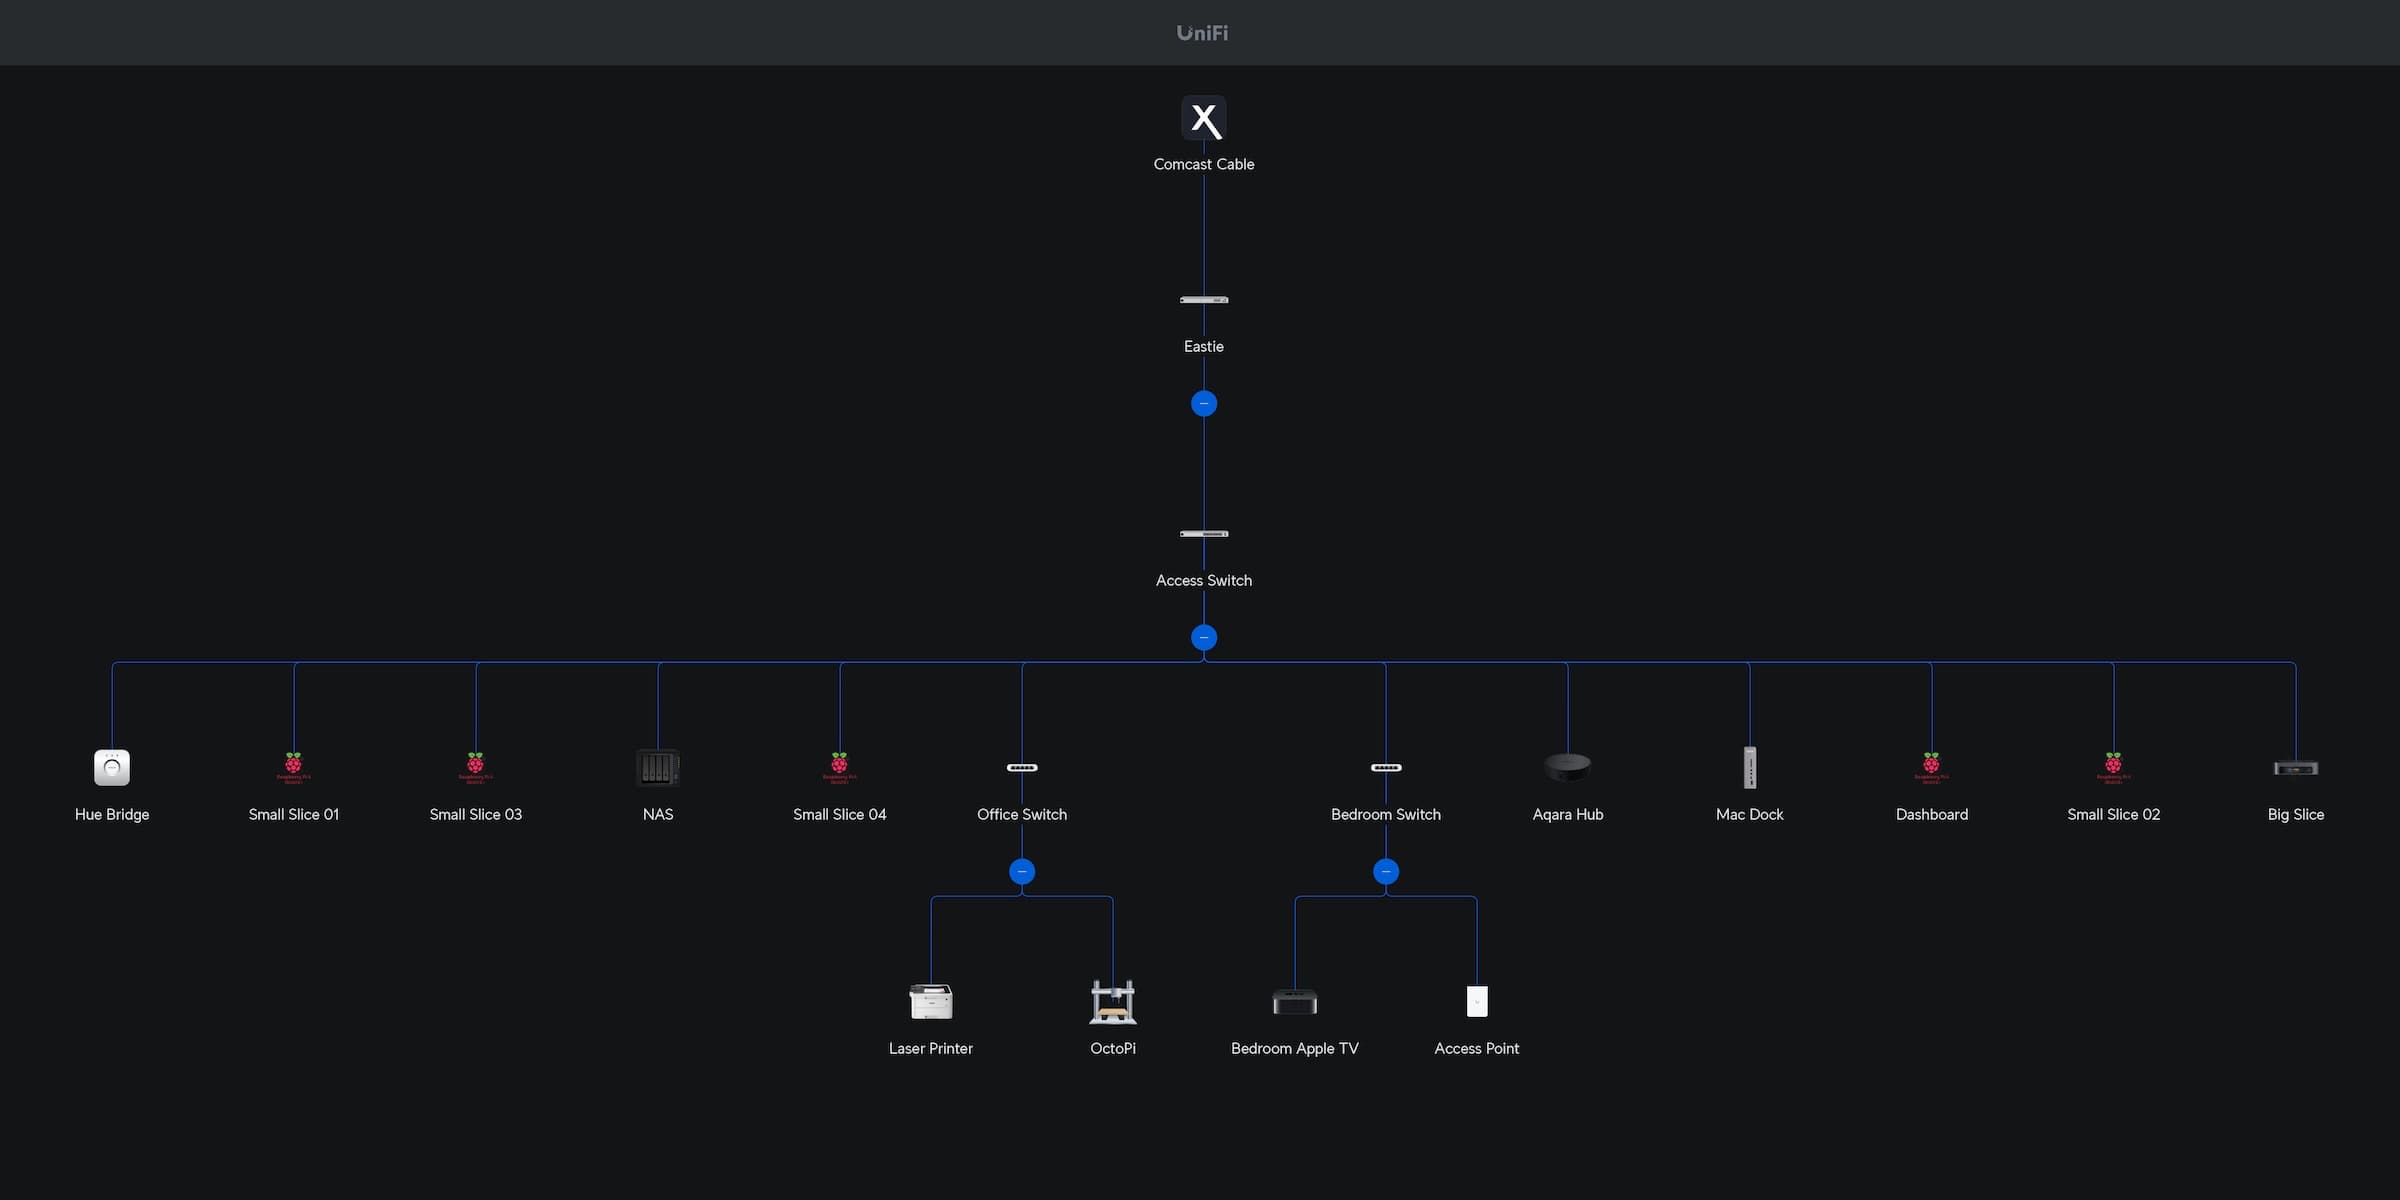 UniFi
Comcast Cable
Eastie
Access Switch
Hue Bridge
Small Slice 01
Small Slice 03
NAS
Small Slice 04
Office Switch
Bedroom Switch
Aqara Hub
Mac Dock
Dashboard
Small Slice 02
Big Slice
Laser Printer
OctoPi
Bedroom Apple TV
Access Point